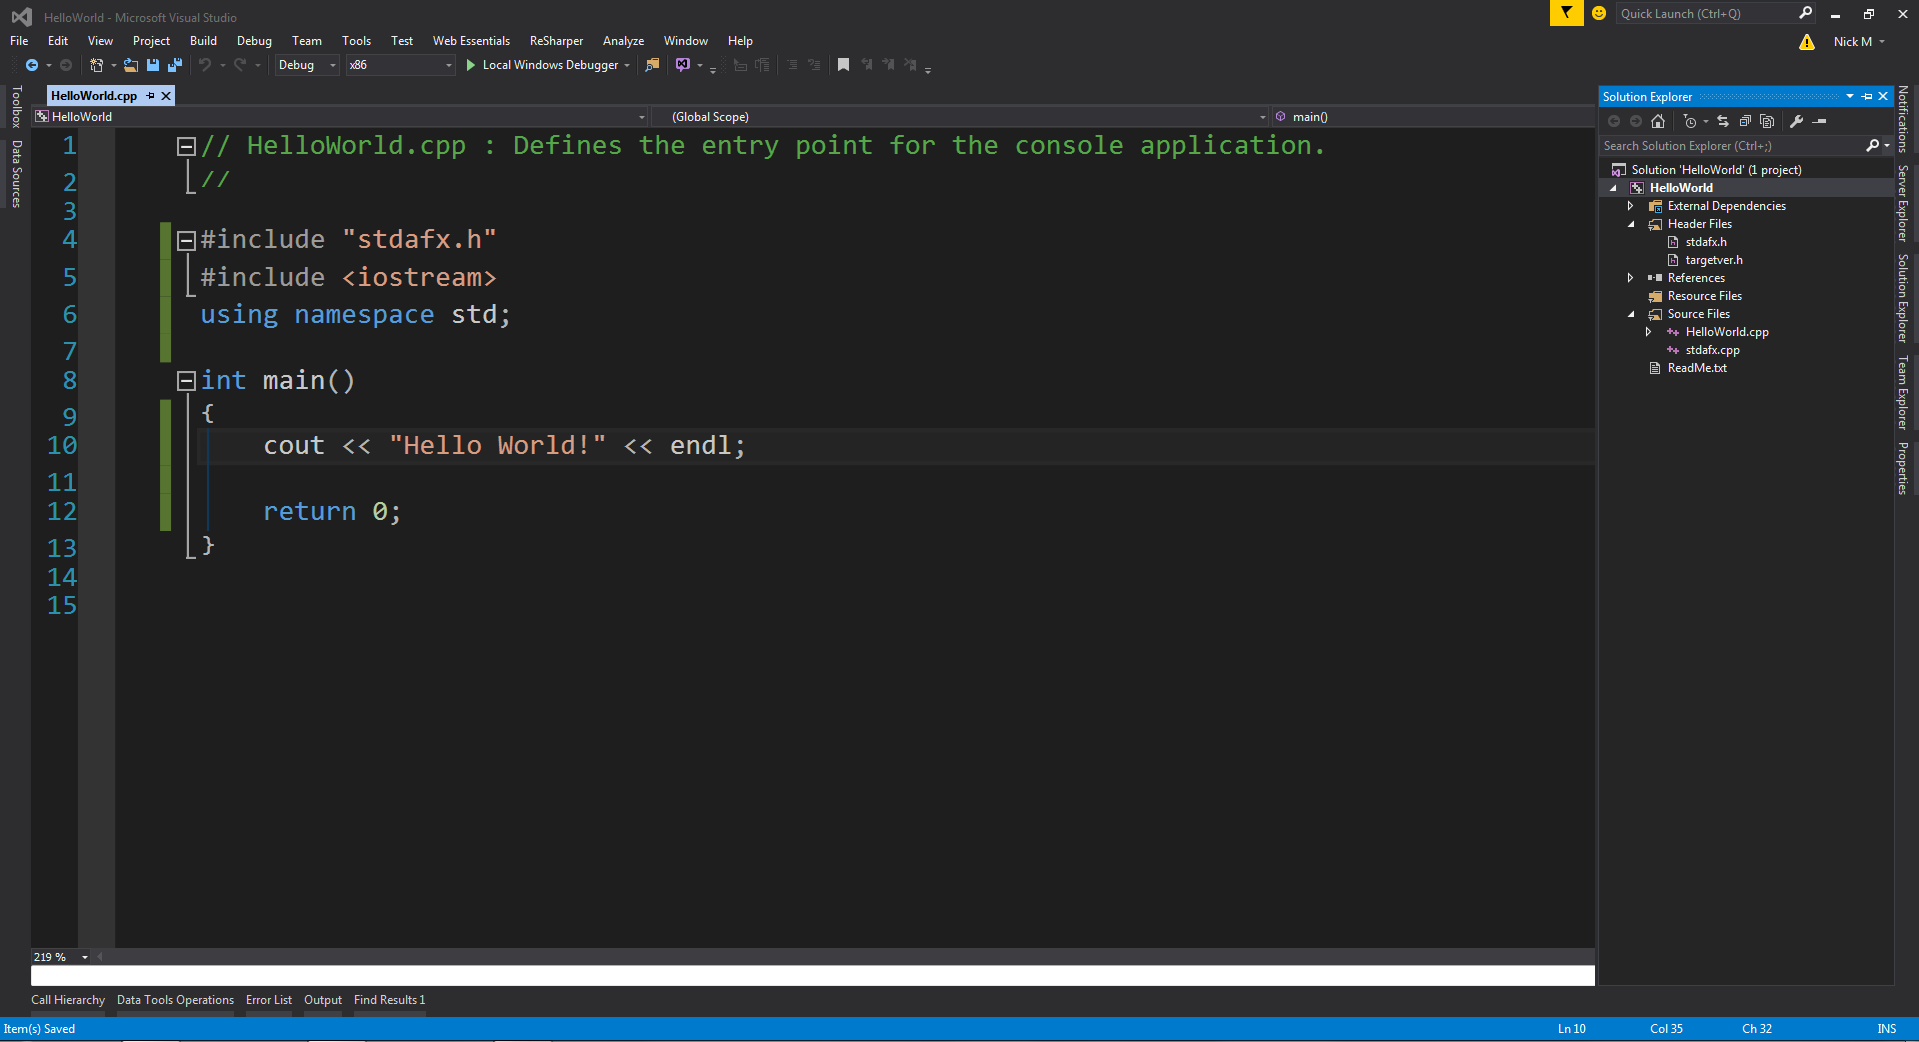 HelloWorld - Microsoft Visual Studio
Quick Launch (Ctrl+Q)
File Edit View Project Build Debug Team Tools Test Web Essentials ReSharper Analyze Window Help
Nick M
Debug x86 Local Windows Debugger
Toolbox
Data Sources
HelloWorld.cpp
HelloWorld (Global Scope) main()
1 // HelloWorld.cpp : Defines the entry point for the console application.
2 //
3
4 #include "stdafx.h"
5 #include <iostream>
6 using namespace std;
7
8 int main()
9 {
10 cout << "Hello World!" << endl;
11
12 return 0;
13 }
14
15
219 %
Solution Explorer
Search Solution Explorer (Ctrl+;)
Solution 'HelloWorld' (1 project)
HelloWorld
External Dependencies
Header Files
stdafx.h
targetver.h
References
Resource Files
Source Files
HelloWorld.cpp
stdafx.cpp
ReadMe.txt
Notifications
Server Explorer
Solution Explorer
Team Explorer
Properties
Call Hierarchy Data Tools Operations Error List Output Find Results 1
Item(s) Saved Ln 10 Col 35 Ch 32 INS